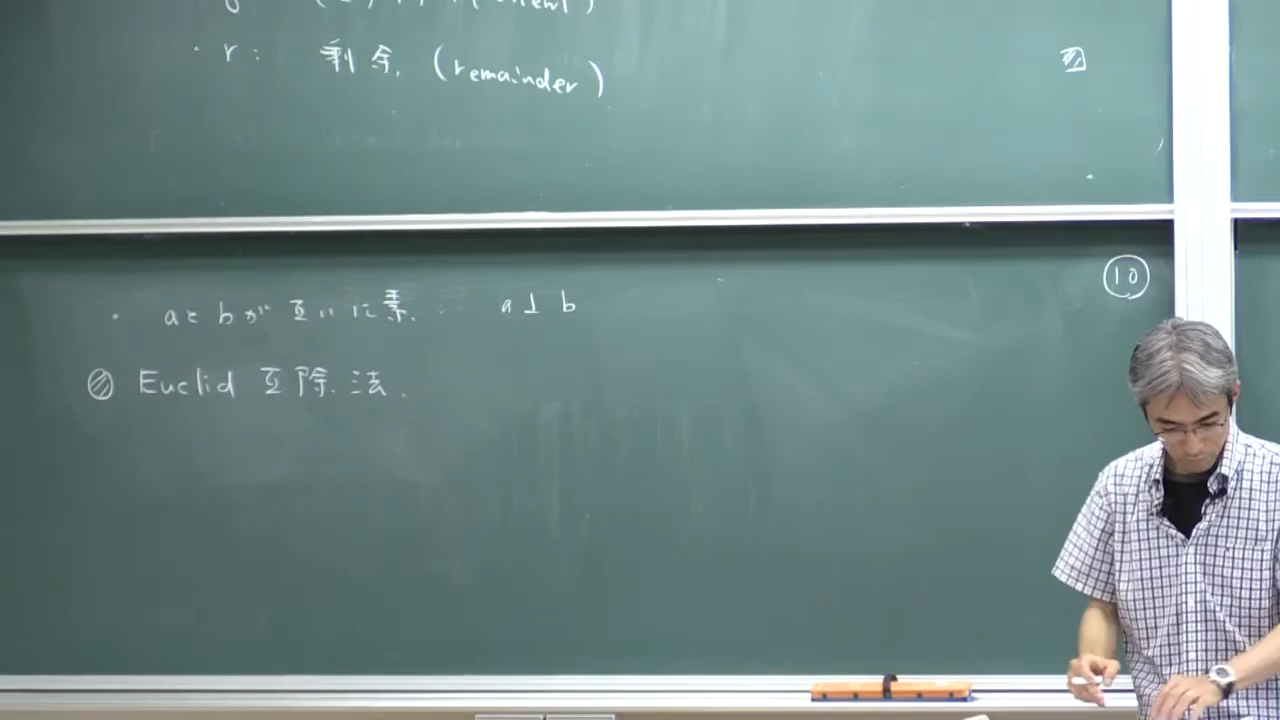 ・ r : 剰余. (remainder)
⑩
・ aとbが互いに素. : a⊥b
Euclid 互除法.